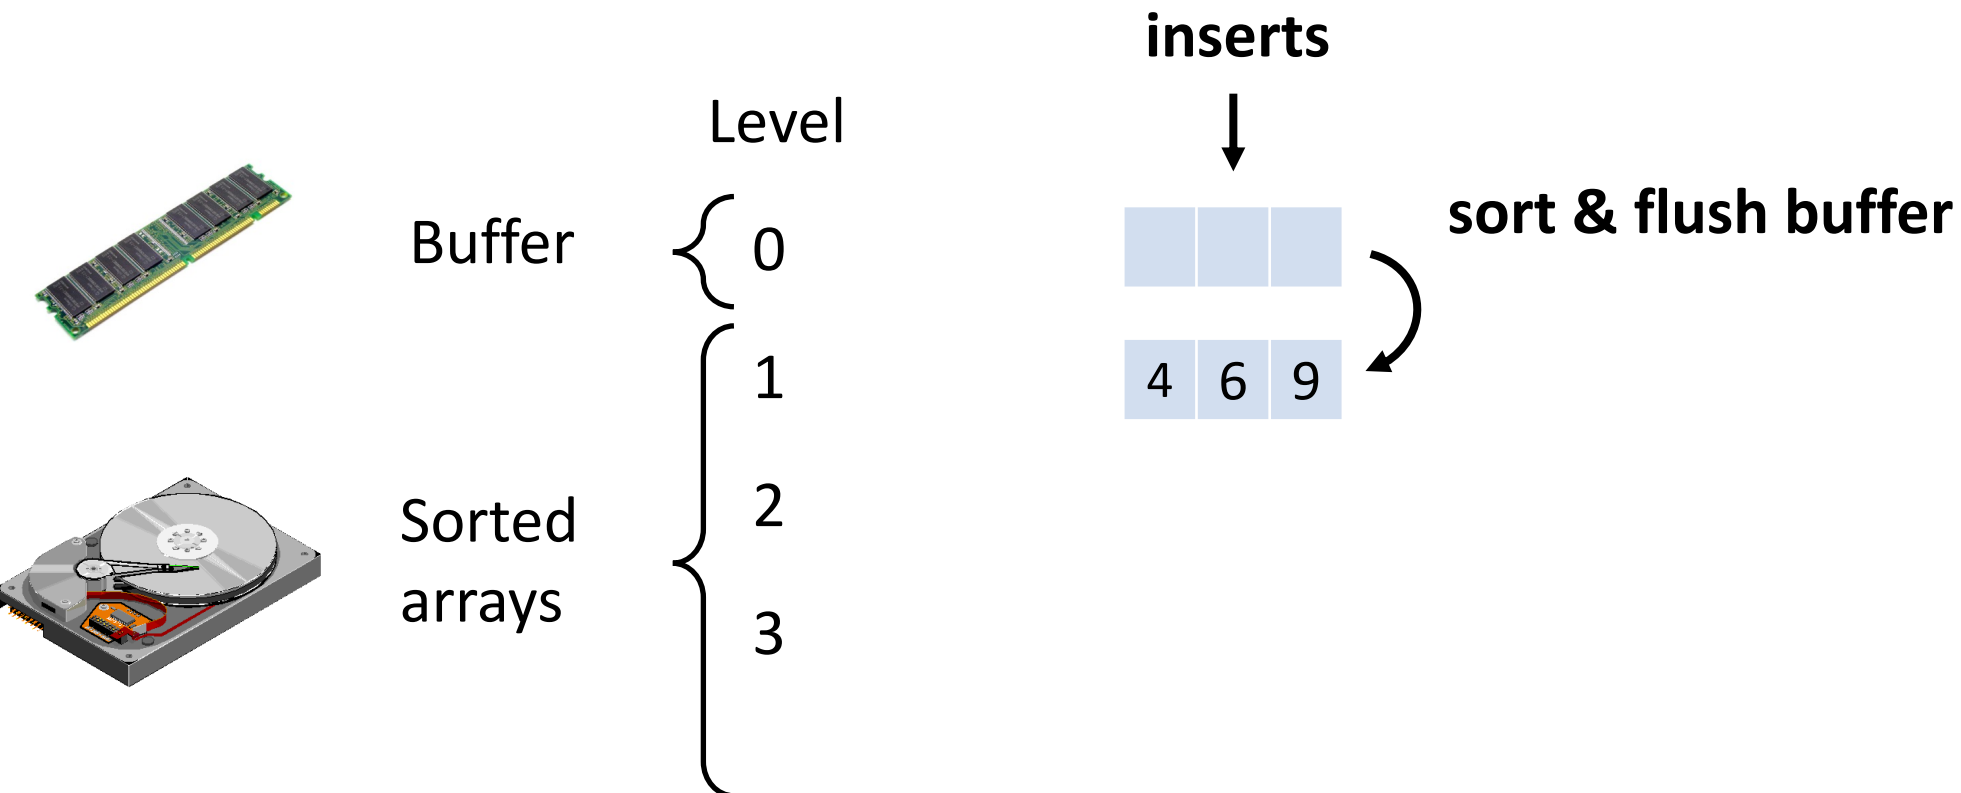 inserts
Level
Buffer
0
sort & flush buffer
1
4 6 9
2
Sorted
arrays
3